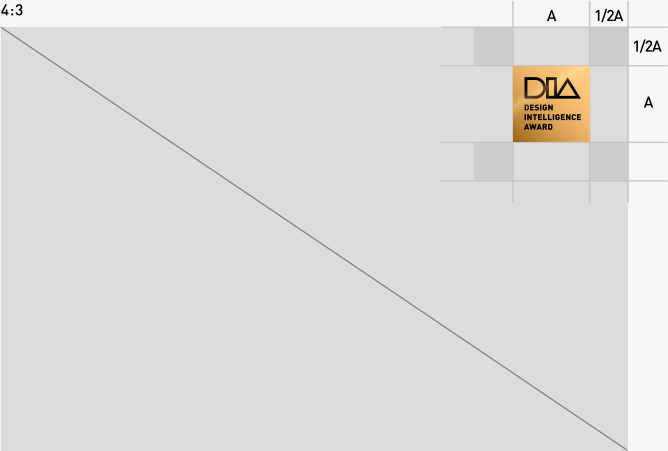 4:3
A
1/2A
1/2A
DIA
DESIGN
INTELLIGENCE
AWARD
A